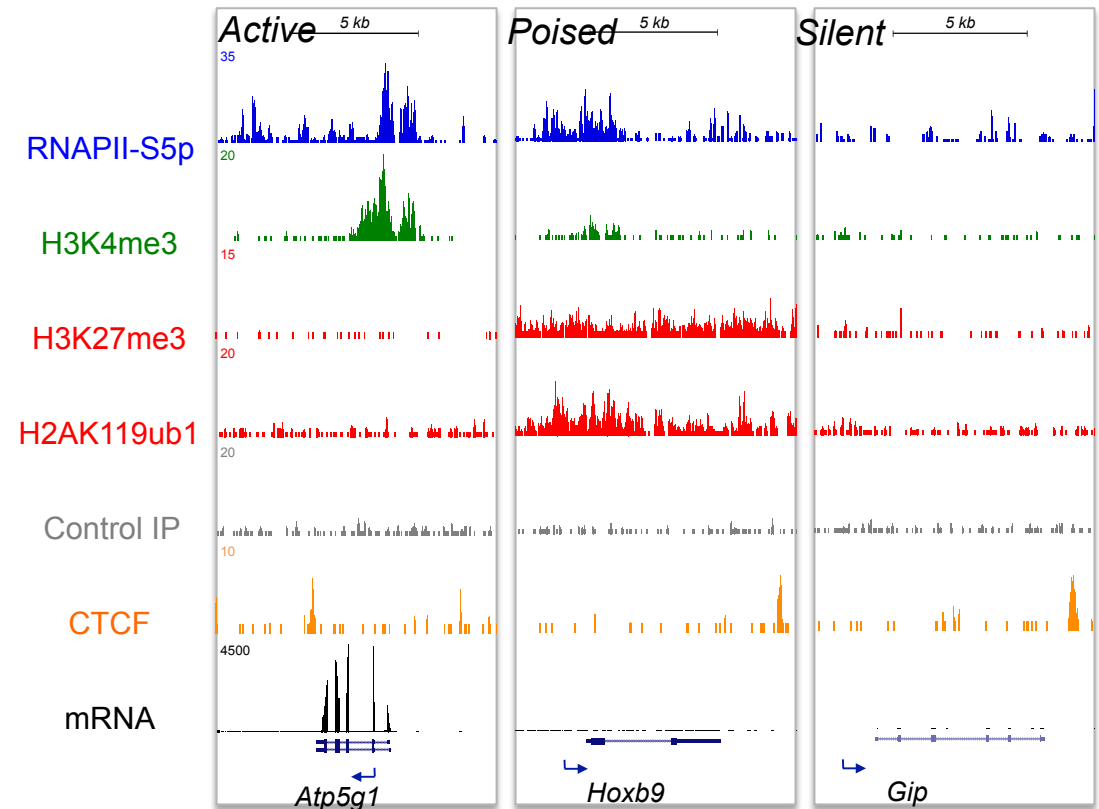 Active
5 kb
Poised
5 kb
Silent
5 kb
35
RNAPII-S5p
20
H3K4me3
15
H3K27me3
20
H2AK119ub1
20
Control IP
10
CTCF
4500
mRNA
Atp5g1
Hoxb9
Gip